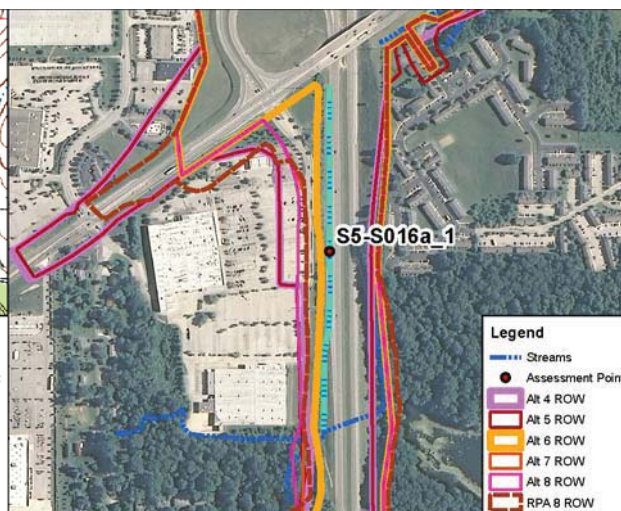 S5-S016a_1
Legend
Streams
Assessment Point
Alt 4 ROW
Alt 5 ROW
Alt 6 ROW
Alt 7 ROW
Alt 8 ROW
RPA 8 ROW